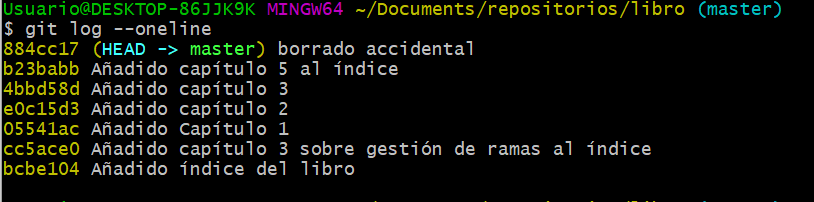 Usuario@DESKTOP-86JJK9K MINGW64 ~/Documents/repositorios/libro (master)
$ git log --oneline
884cc17 (HEAD -> master) borrado accidental
b23babb Añadido capítulo 5 al índice
4bbd58d Añadido capítulo 3
e0c15d3 Añadido capítulo 2
05541ac Añadido Capítulo 1
cc5ace0 Añadido capítulo 3 sobre gestión de ramas al índice
bcbe104 Añadido índice del libro